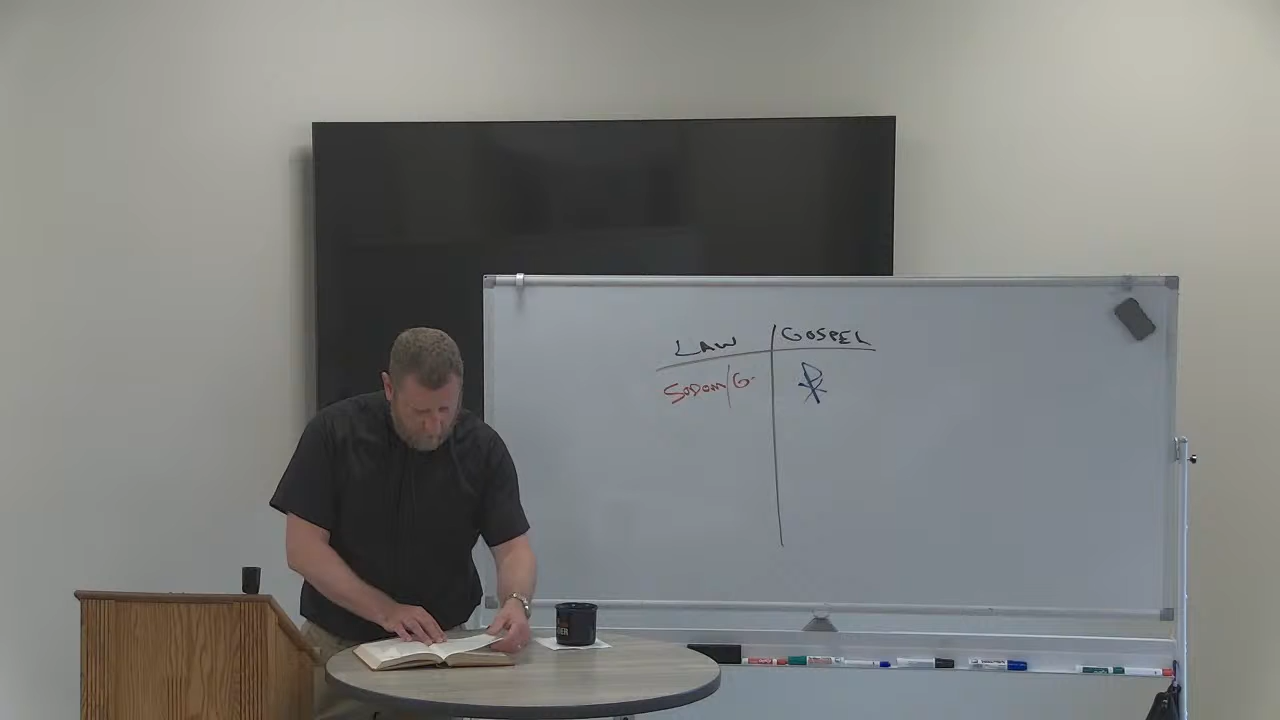 LAW | GOSPEL
SODOM/G. | ☧